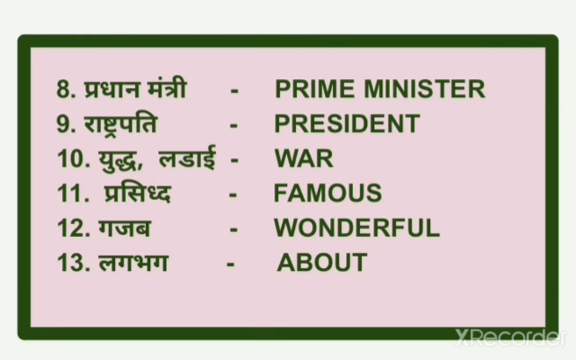 8. प्रधान मंत्री - PRIME MINISTER
9. राष्ट्रपति - PRESIDENT
10. युद्ध, लडाई - WAR
11. प्रसिध्द - FAMOUS
12. गजब - WONDERFUL
13. लगभग - ABOUT
XRecorder